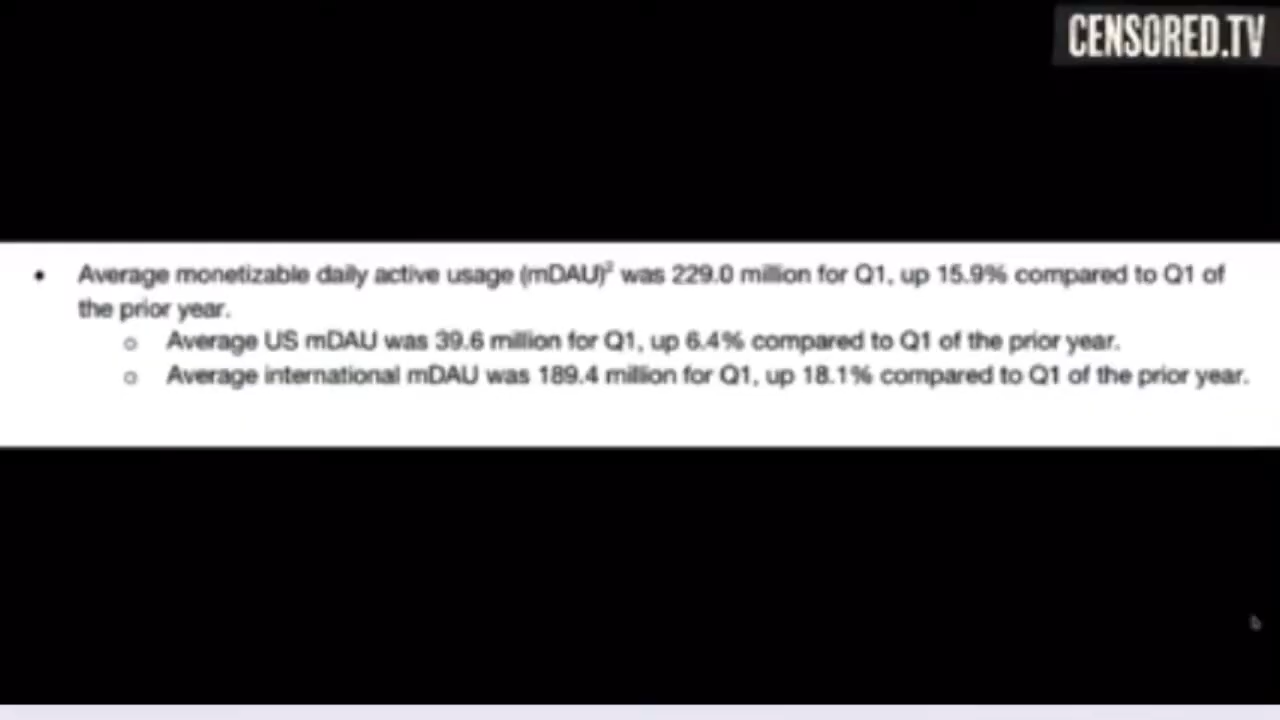 CENSORED.TV
• Average monetizable daily active usage (mDAU)² was 229.0 million for Q1, up 15.9% compared to Q1 of
the prior year.
o Average US mDAU was 39.6 million for Q1, up 6.4% compared to Q1 of the prior year.
o Average international mDAU was 189.4 million for Q1, up 18.1% compared to Q1 of the prior year.